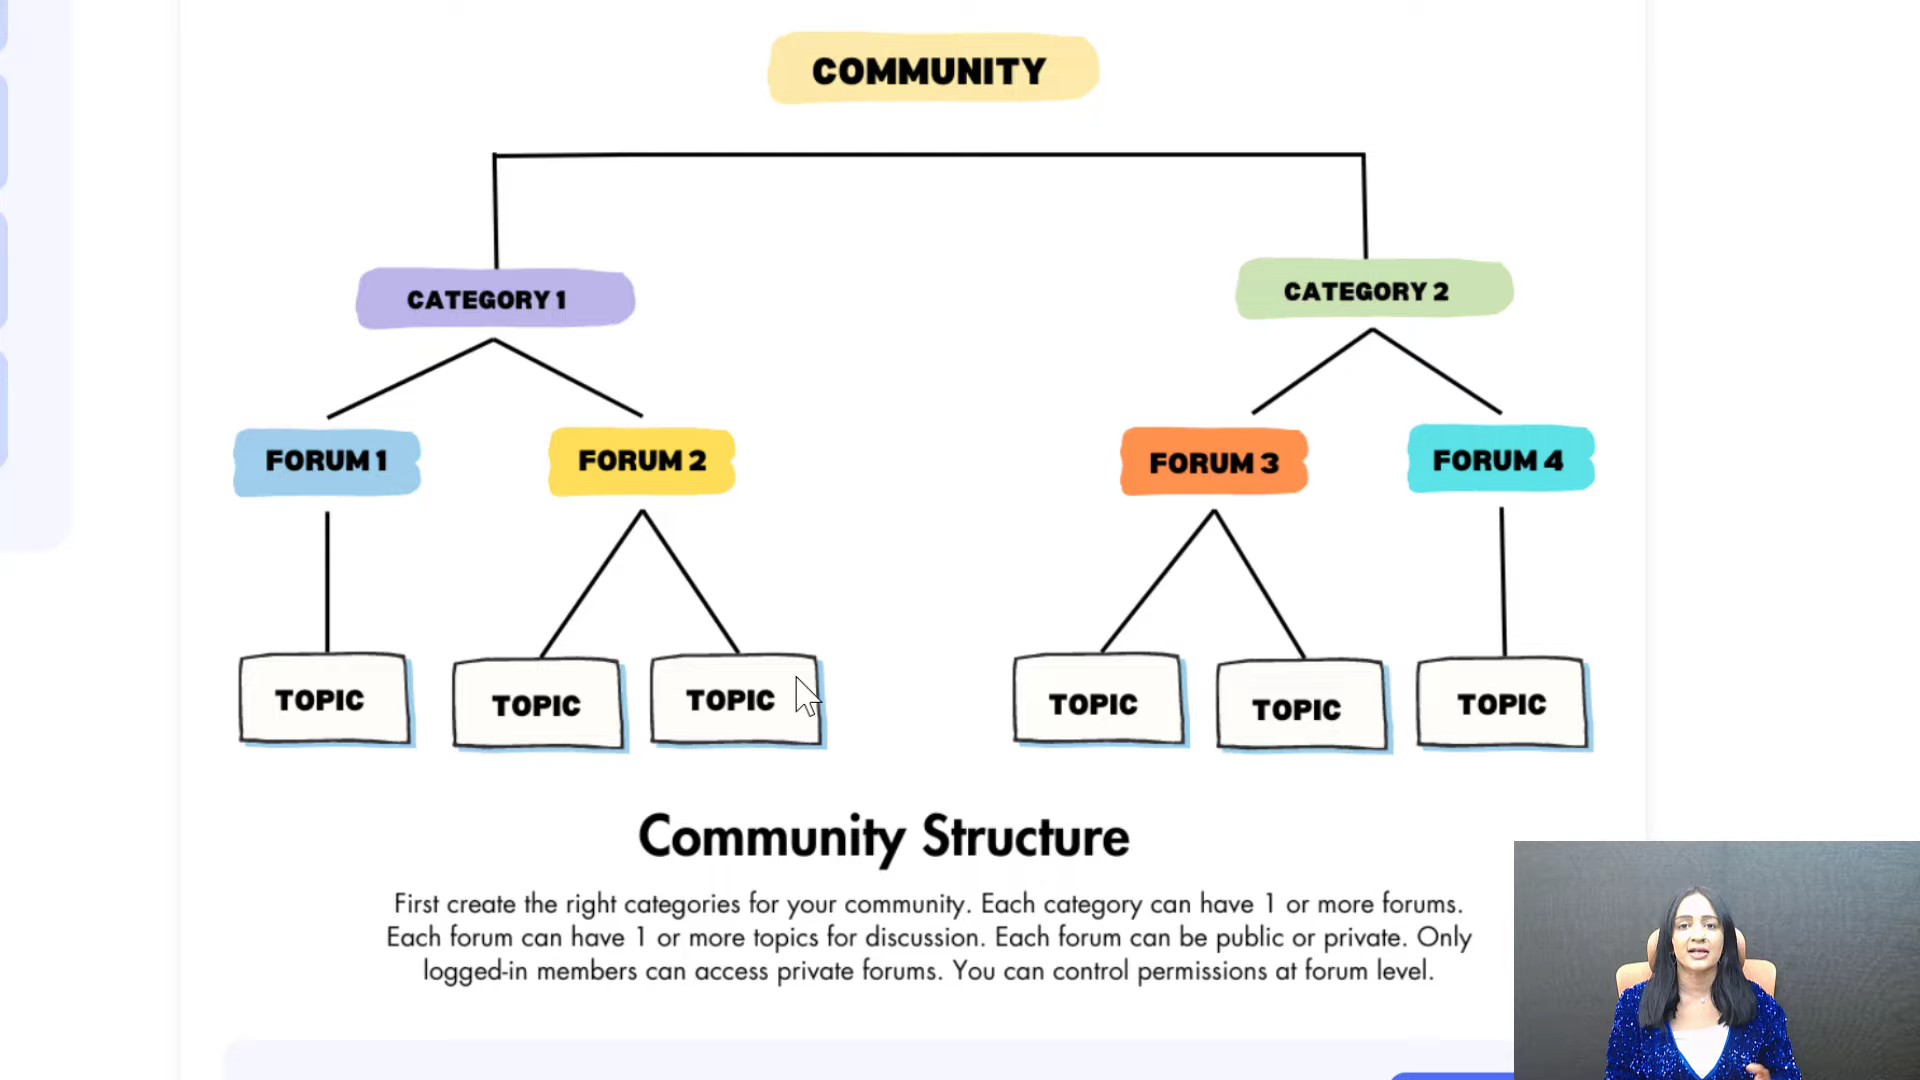 COMMUNITY
CATEGORY 1
CATEGORY 2
FORUM 1
FORUM 2
FORUM 3
FORUM 4
TOPIC
TOPIC
TOPIC
TOPIC
TOPIC
TOPIC
Community Structure
First create the right categories for your community. Each category can have 1 or more forums.
Each forum can have 1 or more topics for discussion. Each forum can be public or private. Only
logged-in members can access private forums. You can control permissions at forum level.